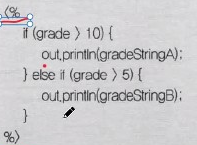 <%
if (grade > 10) {
out.println(gradeStringA);
} else if (grade > 5) {
out.println(gradeStringB);
}
%>